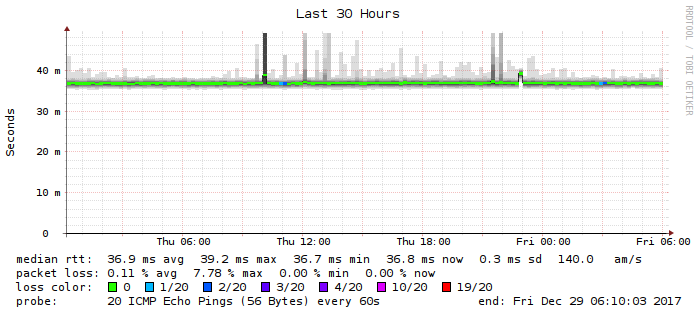 Last 30 Hours
RRDTOOL / TOBI OETIKER
Seconds
40 m
30 m
20 m
10 m
0
Thu 06:00 Thu 12:00 Thu 18:00 Fri 00:00 Fri 06:00
median rtt: 36.9 ms avg 39.2 ms max 36.7 ms min 36.8 ms now 0.3 ms sd 140.0 am/s
packet loss: 0.11 % avg 7.78 % max 0.00 % min 0.00 % now
loss color: 0 1/20 2/20 3/20 4/20 10/20 19/20
probe: 20 ICMP Echo Pings (56 Bytes) every 60s end: Fri Dec 29 06:10:03 2017